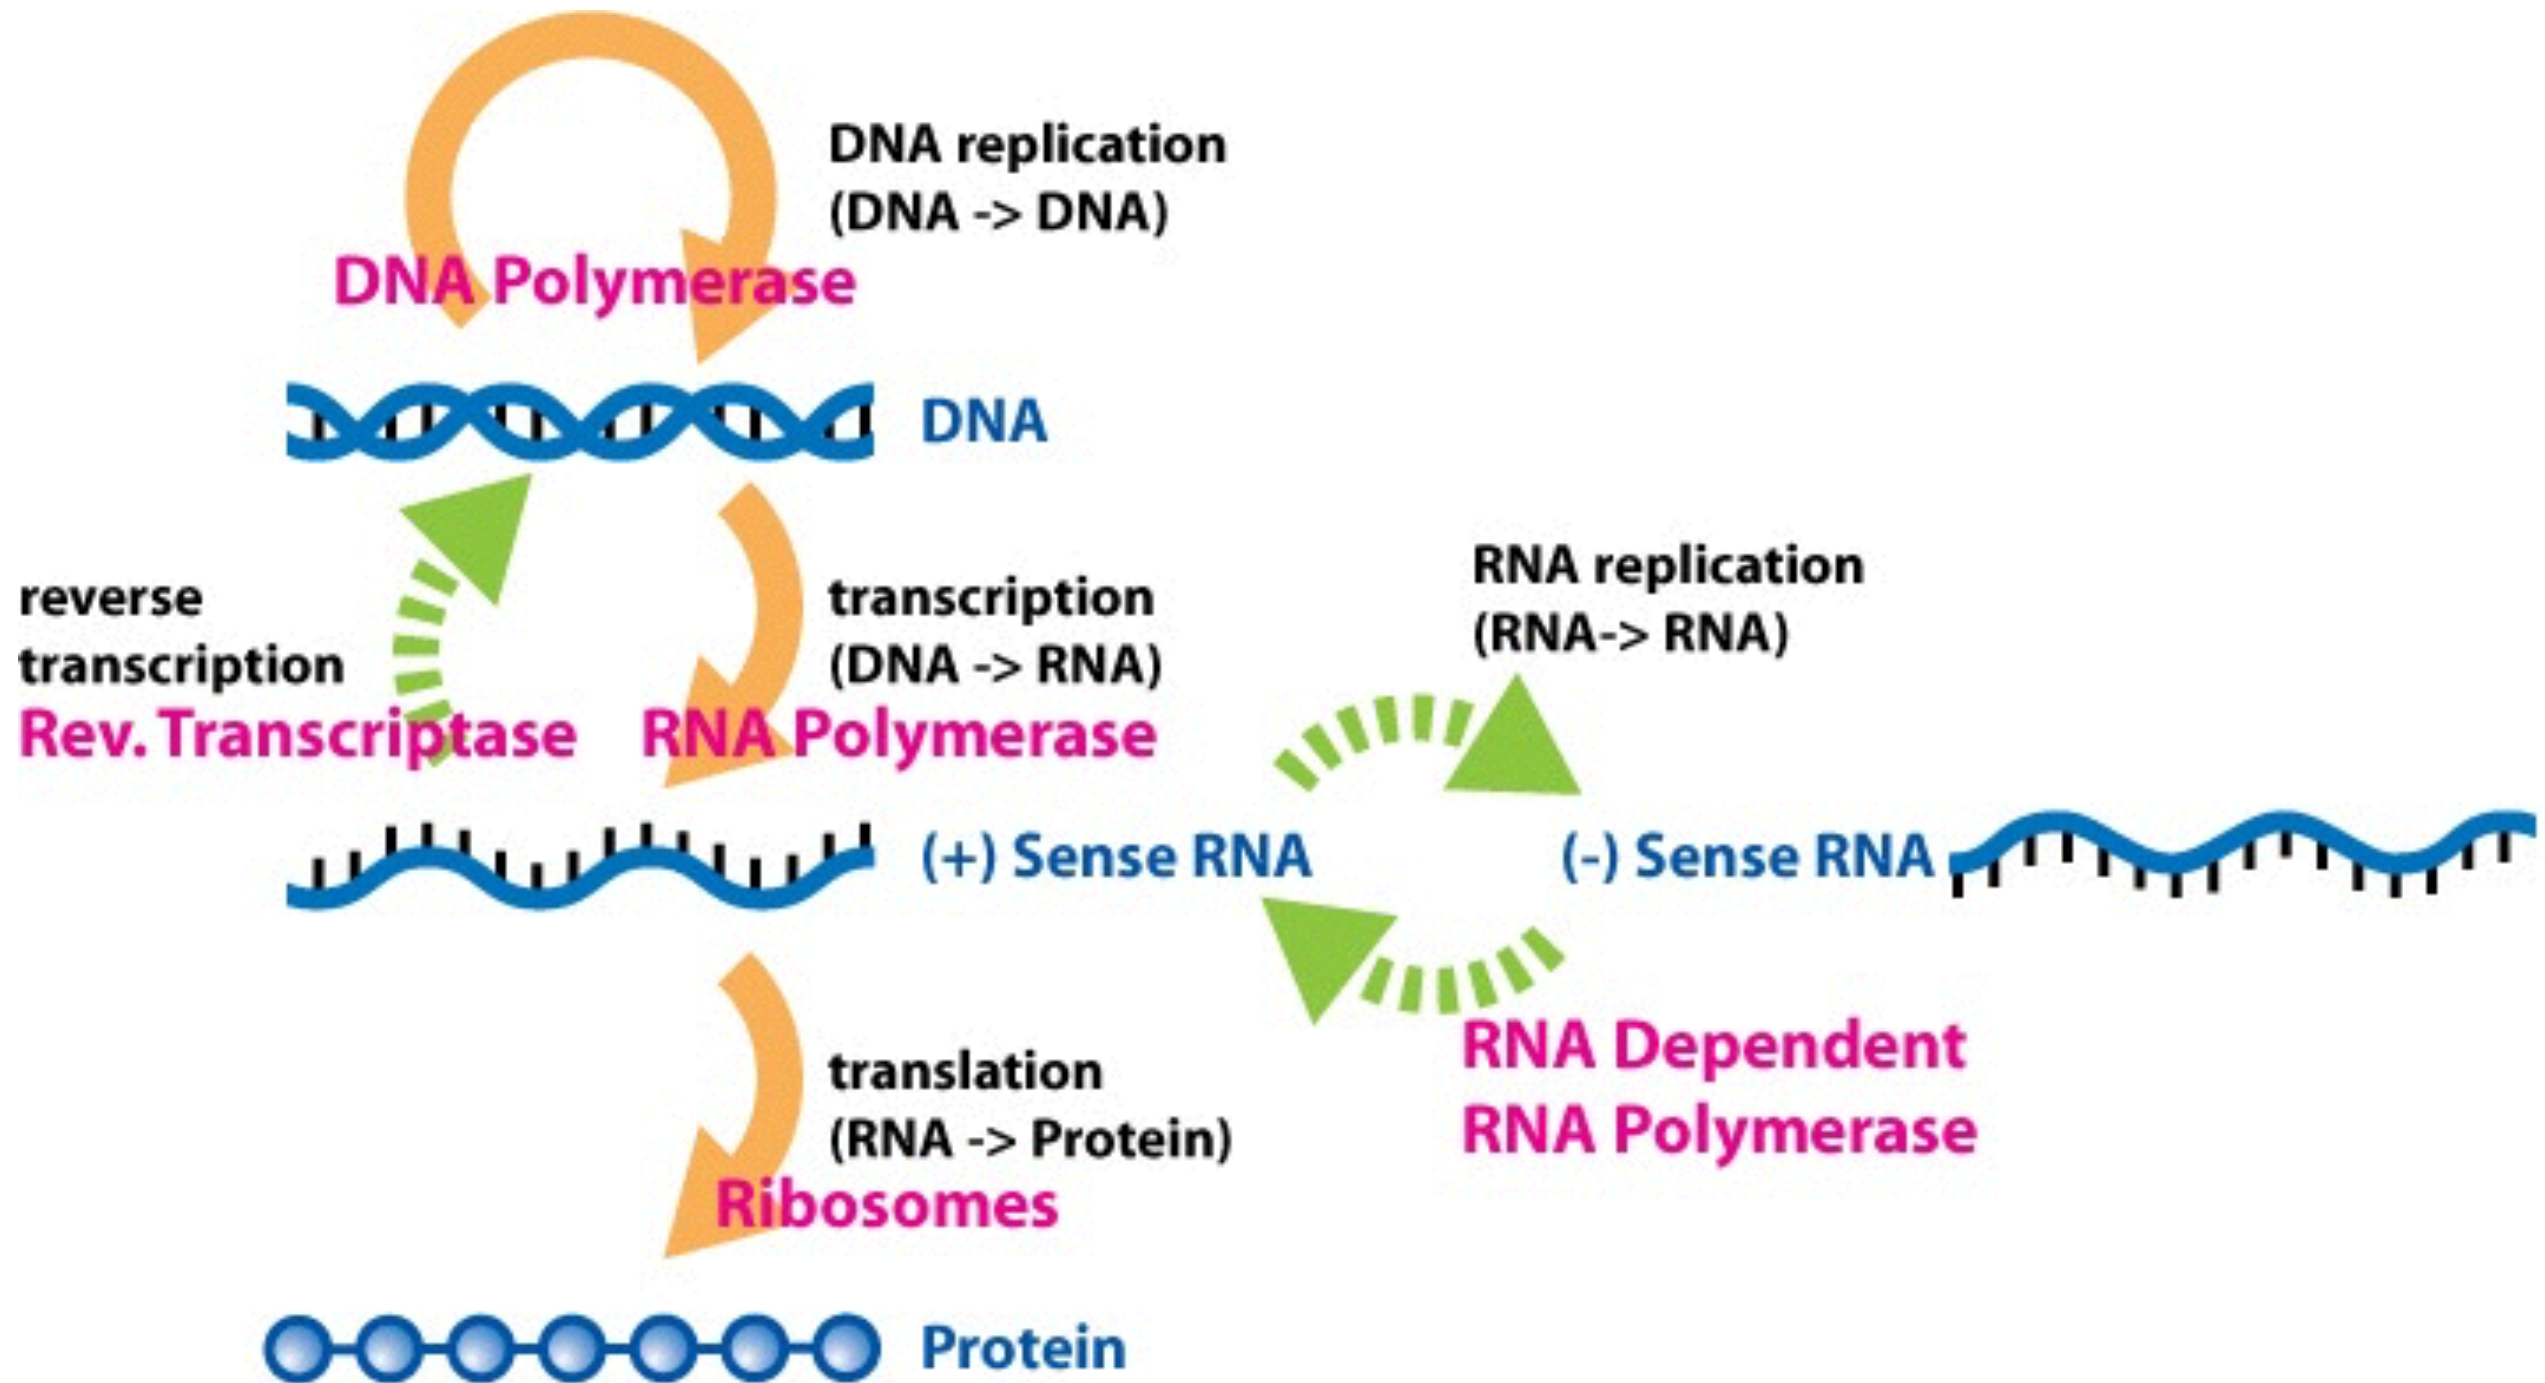 DNA replication
(DNA -> DNA)
DNA Polymerase
DNA
reverse
transcription
Rev. Transcriptase
transcription
(DNA -> RNA)
RNA Polymerase
RNA replication
(RNA-> RNA)
(+) Sense RNA
(-) Sense RNA
RNA Dependent
RNA Polymerase
translation
(RNA -> Protein)
Ribosomes
Protein